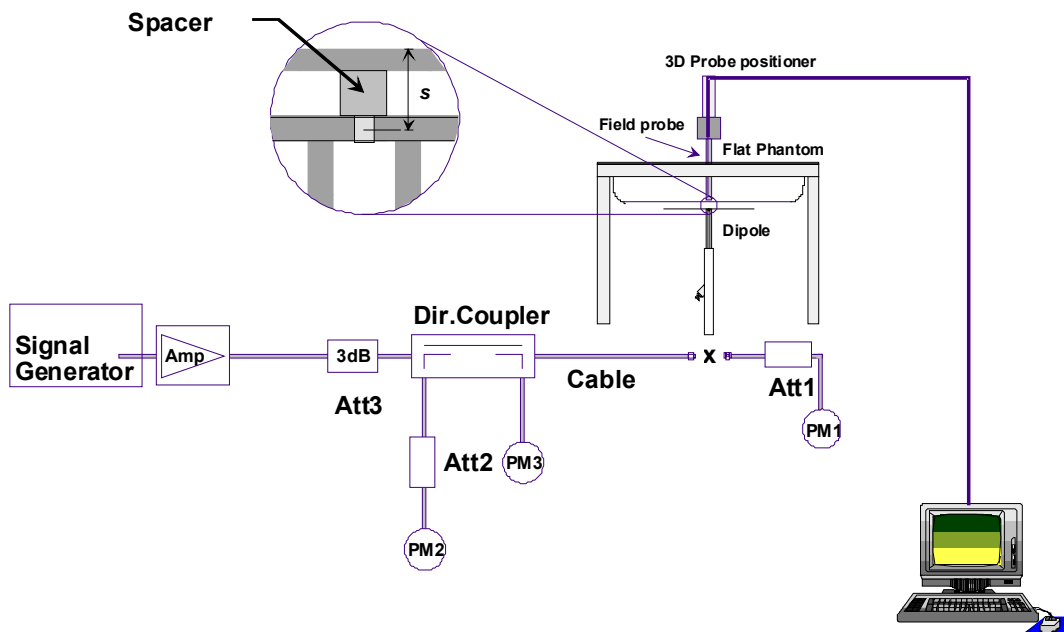 Spacer
s
3D Probe positioner
Field probe
Flat Phantom
Dipole
Dir.Coupler
Signal
Generator
Amp
3dB
Att3
Cable
x
Att1
PM1
Att2
PM3
PM2